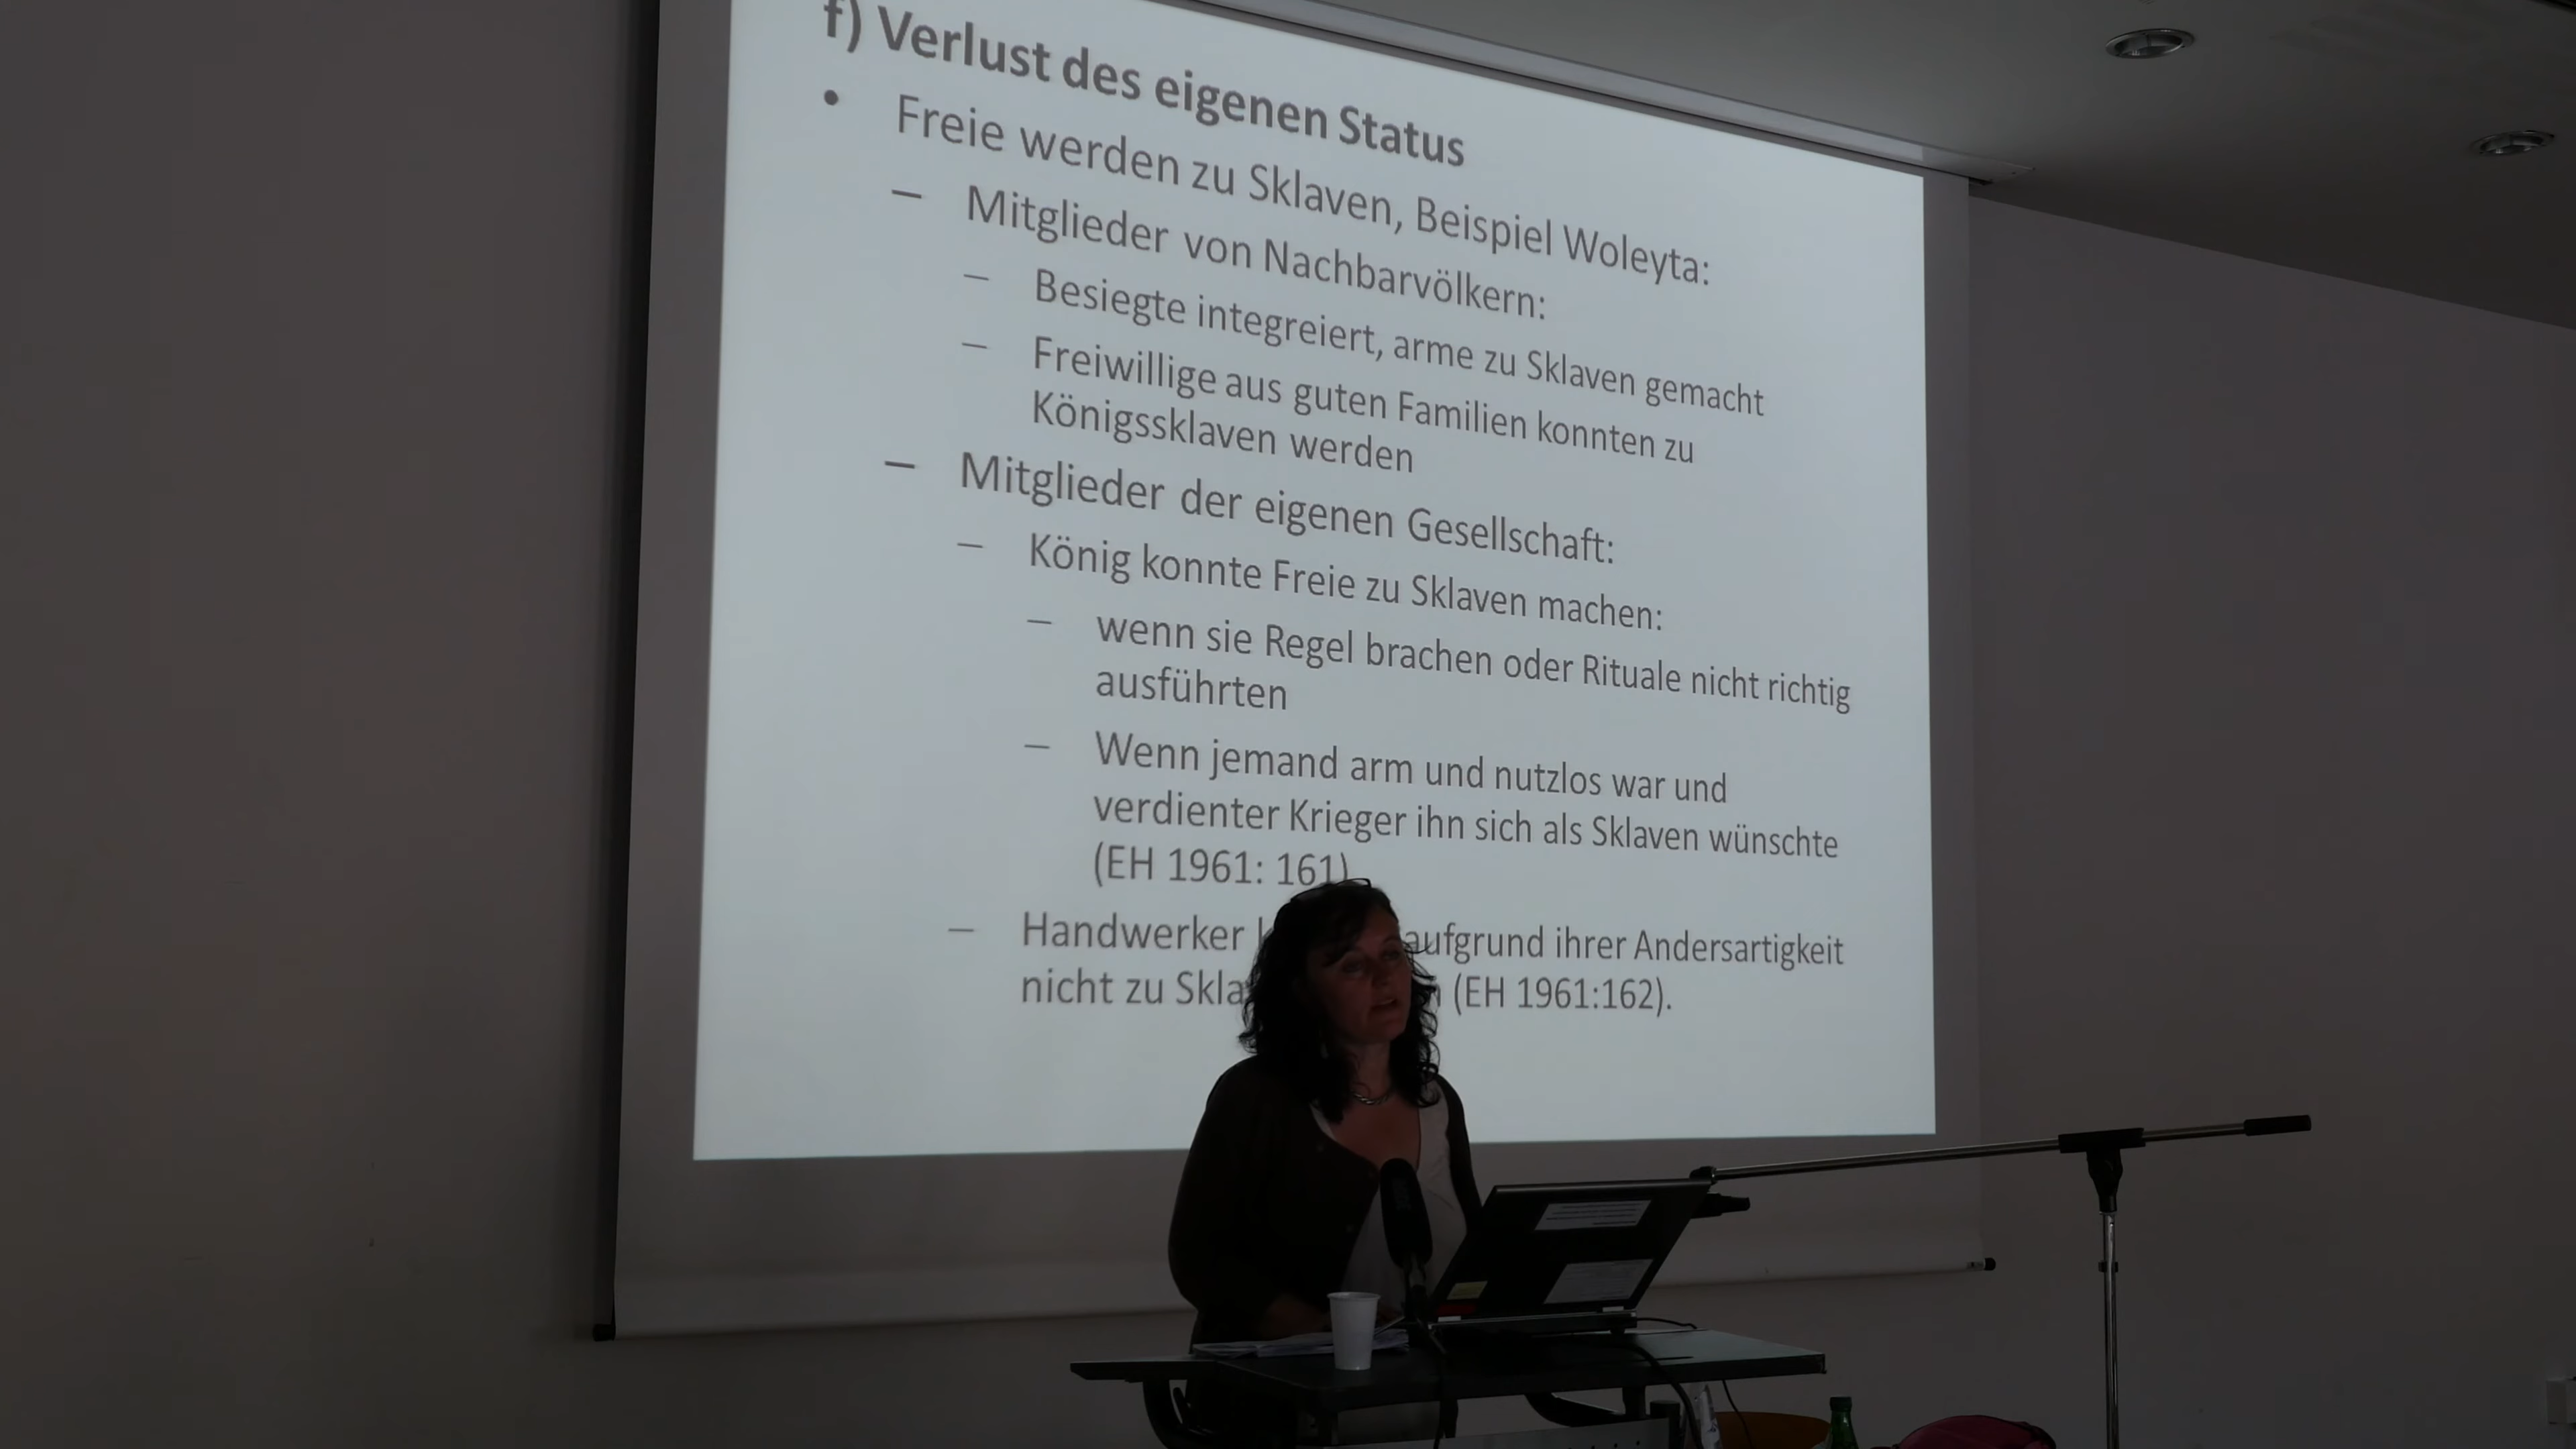 f) Verlust des eigenen Status
• Freie werden zu Sklaven, Beispiel Woleyta:
– Mitglieder von Nachbarvölkern:
– Besiegte integriert, arme zu Sklaven gemacht
– Freiwillige aus guten Familien konnten zu
Königssklaven werden
– Mitglieder der eigenen Gesellschaft:
– König konnte Freie zu Sklaven machen:
– wenn sie Regel brachen oder Rituale nicht richtig
ausführten
– Wenn jemand arm und nutzlos war und
verdienter Krieger ihn sich als Sklaven wünschte
(EH 1961: 161)
– Handwerker aufgrund ihrer Andersartigkeit
nicht zu (EH 1961:162).